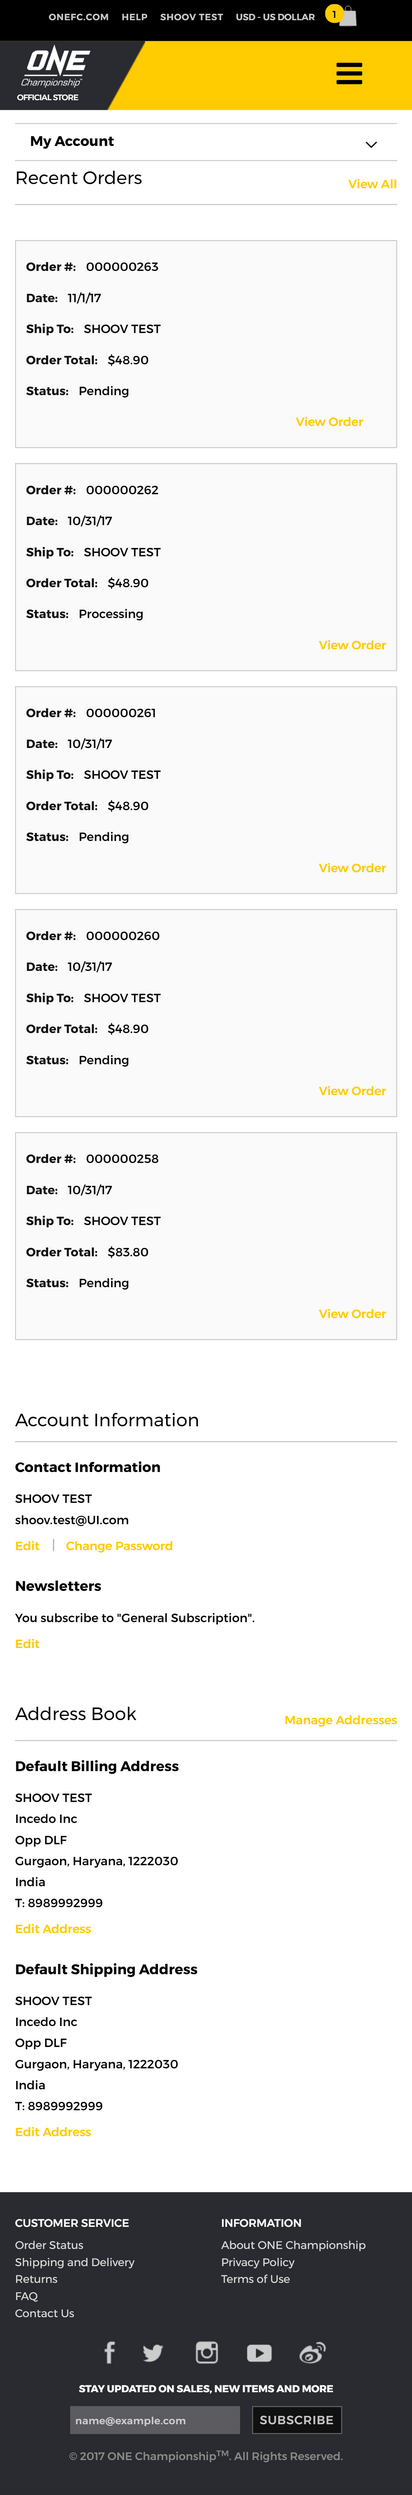 ONEFC.COM HELP SHOOV TEST USD - US DOLLAR 1
ONE
Championship
OFFICIAL STORE
My Account
Recent Orders View All
Order #: 000000263
Date: 11/1/17
Ship To: SHOOV TEST
Order Total: $48.90
Status: Pending
View Order
Order #: 000000262
Date: 10/31/17
Ship To: SHOOV TEST
Order Total: $48.90
Status: Processing
View Order
Order #: 000000261
Date: 10/31/17
Ship To: SHOOV TEST
Order Total: $48.90
Status: Pending
View Order
Order #: 000000260
Date: 10/31/17
Ship To: SHOOV TEST
Order Total: $48.90
Status: Pending
View Order
Order #: 000000258
Date: 10/31/17
Ship To: SHOOV TEST
Order Total: $83.80
Status: Pending
View Order
Account Information
Contact Information
SHOOV TEST
shoov.test@UI.com
Edit | Change Password
Newsletters
You subscribe to "General Subscription".
Edit
Address Book Manage Addresses
Default Billing Address
SHOOV TEST
Incedo Inc
Opp DLF
Gurgaon, Haryana, 1222030
India
T: 8989992999
Edit Address
Default Shipping Address
SHOOV TEST
Incedo Inc
Opp DLF
Gurgaon, Haryana, 1222030
India
T: 8989992999
Edit Address
CUSTOMER SERVICE
Order Status
Shipping and Delivery
Returns
FAQ
Contact Us
INFORMATION
About ONE Championship
Privacy Policy
Terms of Use
STAY UPDATED ON SALES, NEW ITEMS AND MORE
name@example.com SUBSCRIBE
© 2017 ONE Championship™. All Rights Reserved.